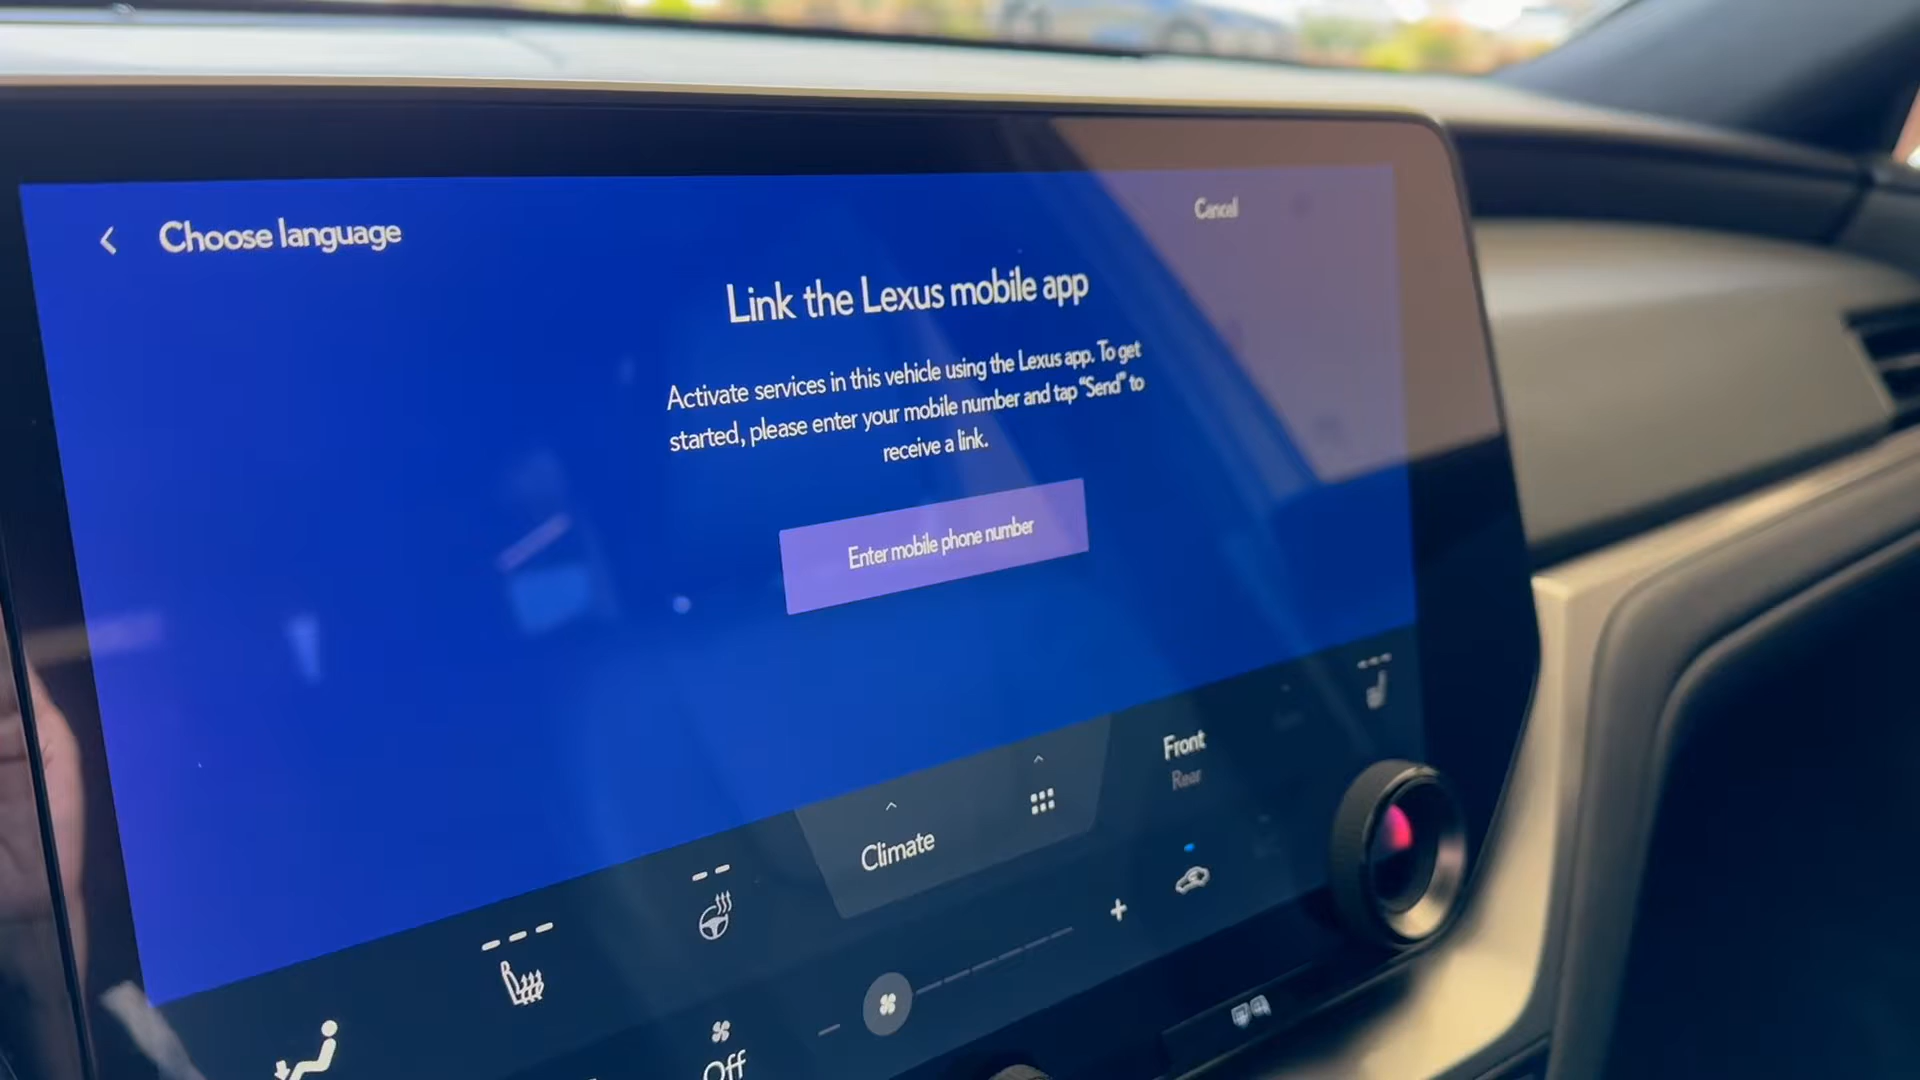 Choose language
Cancel
Link the Lexus mobile app
Activate services in this vehicle using the Lexus app. To get
started, please enter your mobile number and tap “Send” to
receive a link.
Enter mobile phone number
Front
Rear
Climate
Off